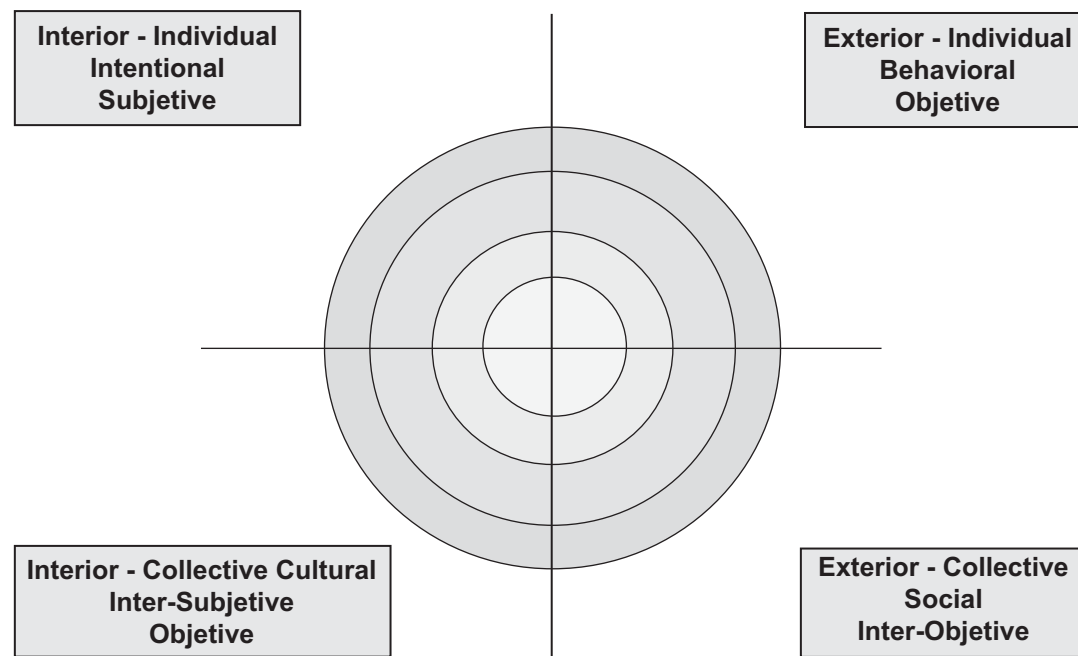 Interior - Individual
Intentional
Subjetive
Exterior - Individual
Behavioral
Objetive
Interior - Collective Cultural
Inter-Subjetive
Objetive
Exterior - Collective
Social
Inter-Objetive